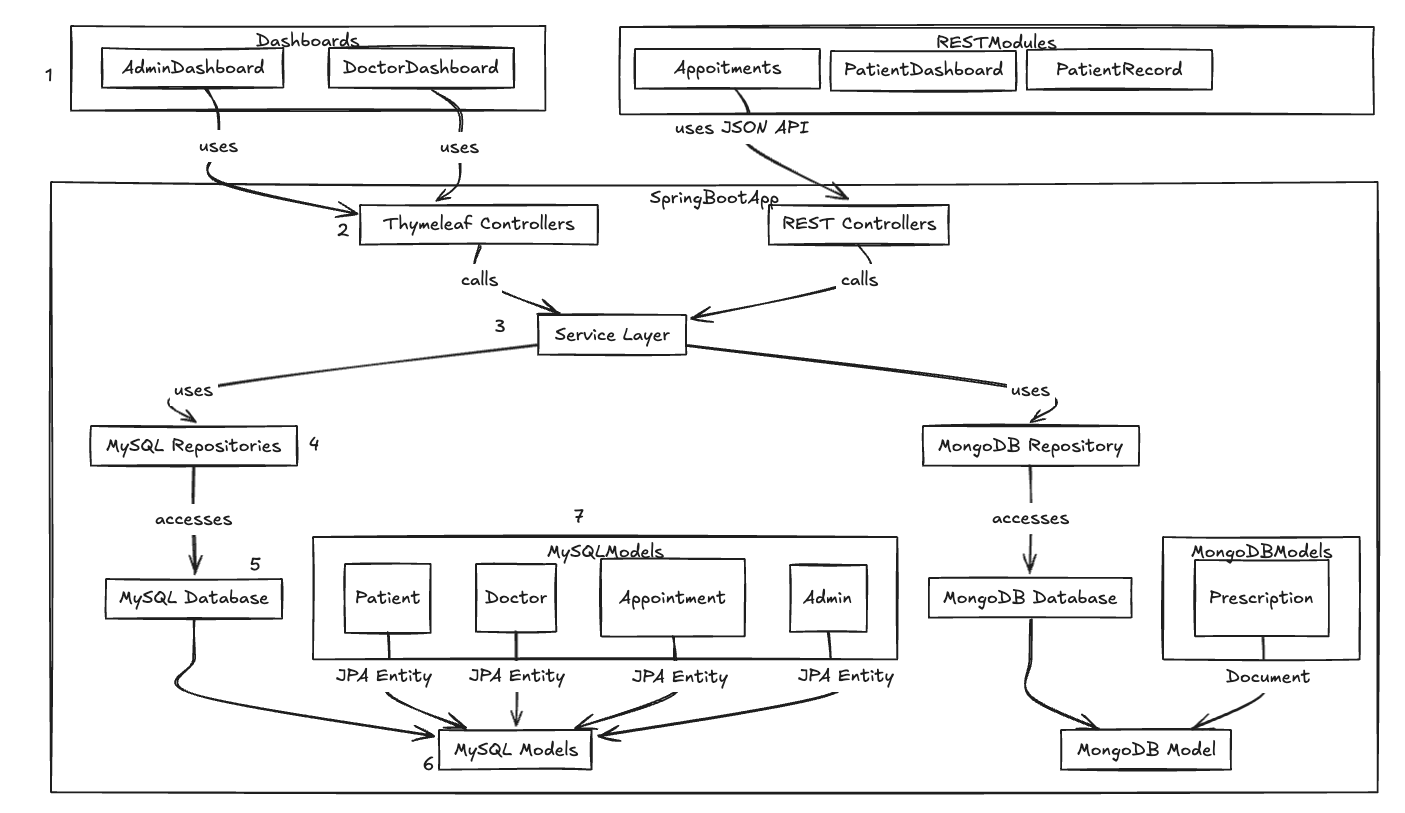 Dashboards
RESTModules
1
AdminDashboard
DoctorDashboard
Appoitments
PatientDashboard
PatientRecord
uses
uses
uses JSON API
SpringBootApp
2
Thymeleaf Controllers
REST Controllers
calls
calls
3
Service Layer
uses
uses
MySQL Repositories
4
MongoDB Repository
accesses
7
accesses
5
MySQLModels
MongoDBModels
MySQL Database
Patient
Doctor
Appointment
Admin
MongoDB Database
Prescription
JPA Entity
JPA Entity
JPA Entity
JPA Entity
Document
6
MySQL Models
MongoDB Model